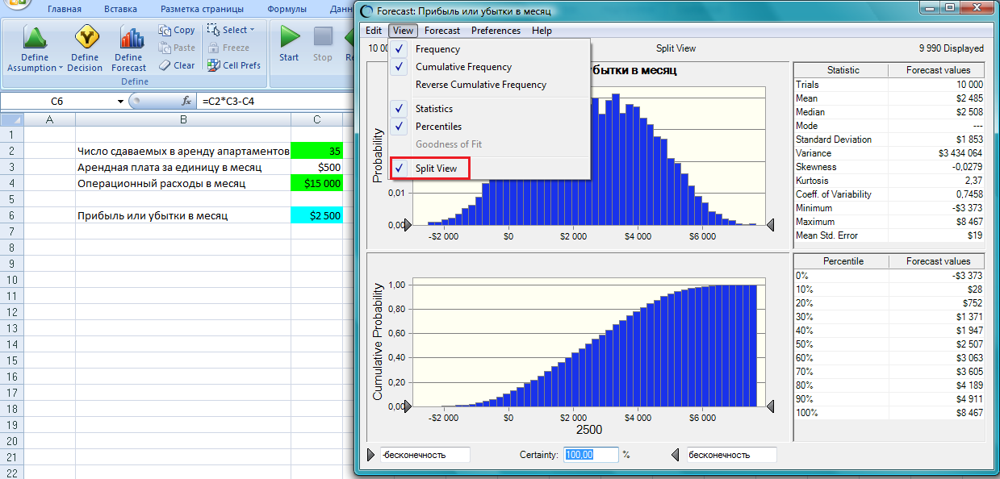 Главная Вставка Разметка страницы Формулы Данн
Copy
Paste
Clear
Select
Freeze
Cell Prefs
Define Assumption
Define Decision
Define Forecast
Start
Stop
Re
Define
C6
fx
=C2*C3-C4
A B C
1
2 Число сдаваемых в аренду апартаментов 35
3 Арендная плата за единицу в месяц $500
4 Операционный расходы в месяц $15 000
5
6 Прибыль или убытки в месяц $2 500
7
8
9
10
11
12
13
14
15
16
17
18
19
20
21
22
Forecast: Прибыль или убытки в месяц
Edit View Forecast Preferences Help
10 00 Split View 9 990 Displayed
Frequency
Cumulative Frequency
Reverse Cumulative Frequency
Statistics
Percentiles
Goodness of Fit
Split View
бытки в месяц
Probability
0,01
0,00
-$2 000 $0 $2 000 $4 000 $6 000
Statistic Forecast values
Trials 10 000
Mean $2 485
Median $2 508
Mode ---
Standard Deviation $1 853
Variance $3 434 064
Skewness -0,0279
Kurtosis 2,37
Coeff. of Variability 0,7458
Minimum -$3 373
Maximum $8 467
Mean Std. Error $19
Cumulative Probability
1,00
0,80
0,60
0,40
0,20
0,00
-$2 000 $0 $2 000 $4 000 $6 000
2500
Percentile Forecast values
0% -$3 373
10% $28
20% $752
30% $1 371
40% $1 947
50% $2 507
60% $3 063
70% $3 605
80% $4 189
90% $4 911
100% $8 467
-бесконечность Certainty: 100,00 % бесконечность